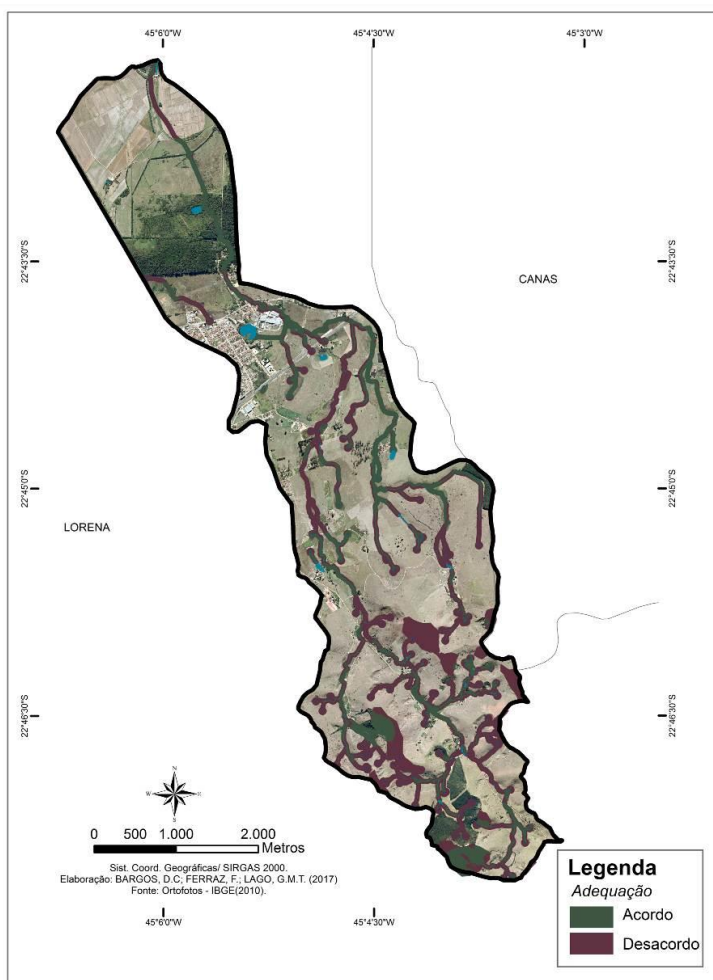 45°6'0"W
45°4'30"W
45°3'0"W
22°43'30"S
22°43'30"S
CANAS
22°45'0"S
22°45'0"S
LORENA
22°46'30"S
22°46'30"S
N
W
E
S
0 500 1.000 2.000
Metros
Sist. Coord. Geográficas/ SIRGAS 2000.
Elaboração: BARGOS, D.C; FERRAZ, F.; LAGO, G.M.T. (2017)
Fonte: Ortofotos - IBGE(2010).
Legenda
Adequação
Acordo
Desacordo
45°6'0"W
45°4'30"W